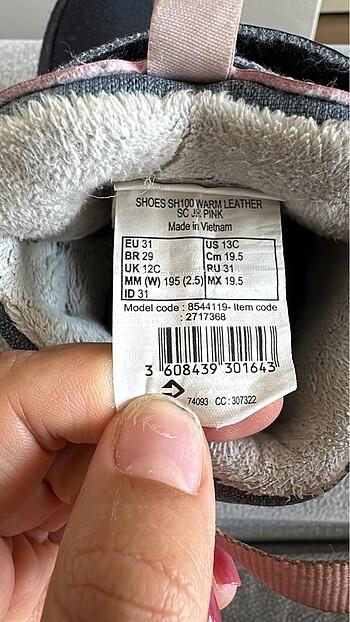 SHOES SH100 WARM LEATHER
SC JR PINK
Made in Vietnam
EU 31 US 13C
BR 29 Cm 19.5
UK 12C RU 31
MM (W) 195 (2.5) MX 19.5
ID 31
Model code : 8544119- Item code
: 2717368
3 608439 301643
74093 CC : 307322